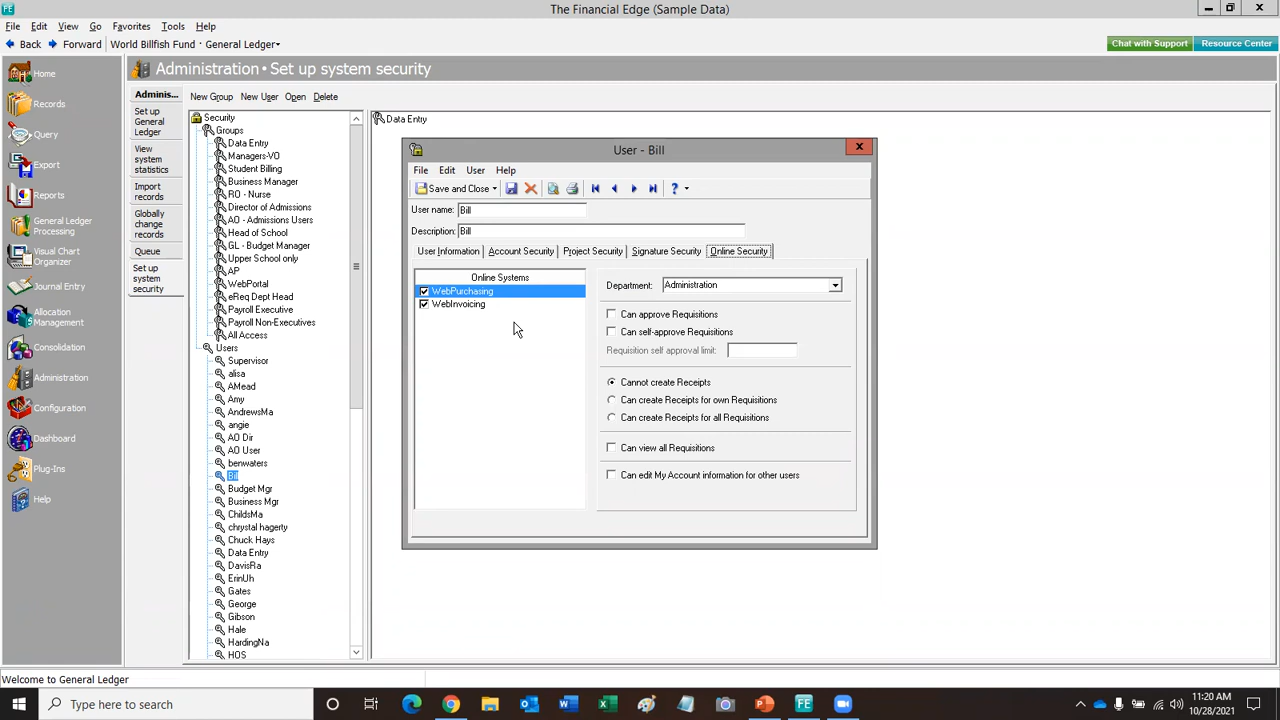 FE
The Financial Edge (Sample Data)
File Edit View Go Favorites Tools Help
Back Forward World Billfish Fund · General Ledger
Chat with Support Resource Center
Home
Records
Query
Export
Reports
General Ledger
Processing
Visual Chart
Organizer
Journal Entry
Allocation
Management
Consolidation
Administration
Configuration
Dashboard
Plug-Ins
Help
Adminis...
Set up
General
Ledger
View
system
statistics
Import
records
Globally
change
records
Queue
Set up
system
security
Administration • Set up system security
New Group New User Open Delete
Security
Groups
Data Entry
Managers-VO
Student Billing
Business Manager
RO - Nurse
Director of Admissions
AO - Admissions Users
Head of School
GL - Budget Manager
Upper School only
AP
WebPortal
eReq Dept Head
Payroll Executive
Payroll Non-Executives
All Access
Users
Supervisor
alisa
AMead
Amy
AndrewsMa
angie
AO Dir
AO User
benwaters
Bill
Budget Mgr
Business Mgr
ChildsMa
chrystal hagerty
Chuck Hays
Data Entry
DavisRa
ErinUh
Gates
George
Gibson
Hale
HardingNa
HOS
Data Entry
User - Bill
File Edit User Help
Save and Close
User name: Bill
Description: Bill
User Information Account Security Project Security Signature Security Online Security
Online Systems
WebPurchasing
WebInvoicing
Department: Administration
Can approve Requisitions
Can self-approve Requisitions
Requisition self approval limit:
Cannot create Receipts
Can create Receipts for own Requisitions
Can create Receipts for all Requisitions
Can view all Requisitions
Can edit My Account information for other users
Welcome to General Ledger
Type here to search
FE
11:20 AM
10/28/2021